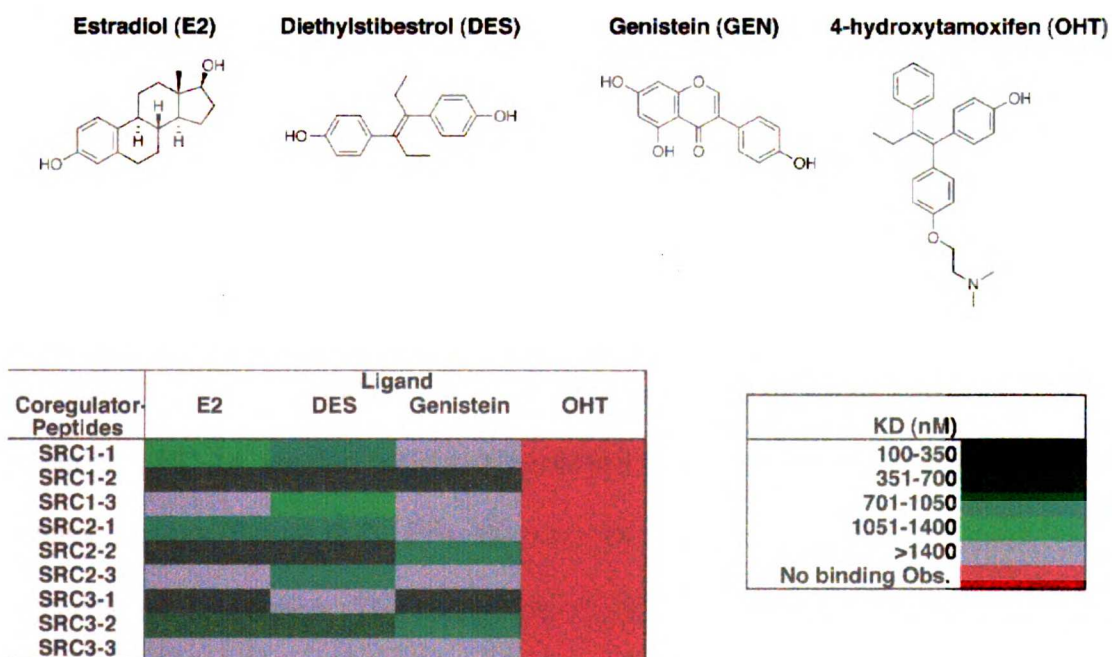 Estradiol (E2) Diethylstibestrol (DES) Genistein (GEN) 4-hydroxytamoxifen (OHT)
OH
HO
H
H
H
HO
OH
HO
O
OH
O
OH
OH
O
N
Ligand
Coregulator- E2 DES Genistein OHT
Peptides
SRC1-1
SRC1-2
SRC1-3
SRC2-1
SRC2-2
SRC2-3
SRC3-1
SRC3-2
SRC3-3
KD (nM)
100-350
351-700
701-1050
1051-1400
>1400
No binding Obs.